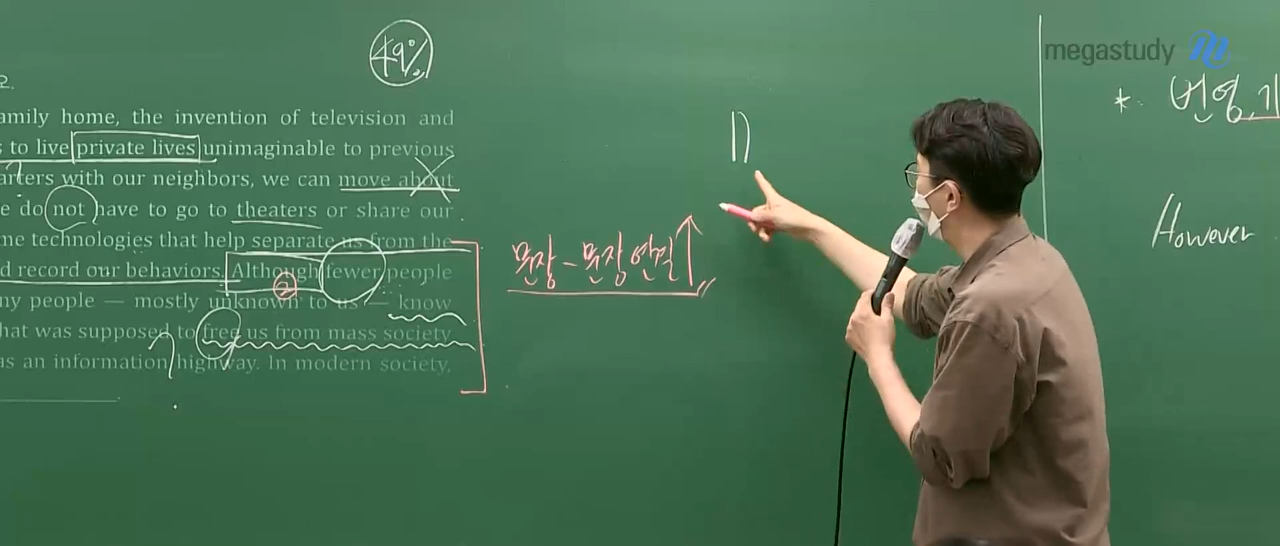 49%
오.
amily home, the invention of television and
s to live private lives unimaginable to previous
arters with our neighbors, we can move about
e do not have to go to theaters or share our
me technologies that help separate us from the
d record our behaviors. Although fewer people
②
ny people — mostly unknown to us — know
hat was supposed to free us from mass society
as an information highway. In modern society,
문장 - 문장 연결 ↑
1)
megastudy
* 번영,
However